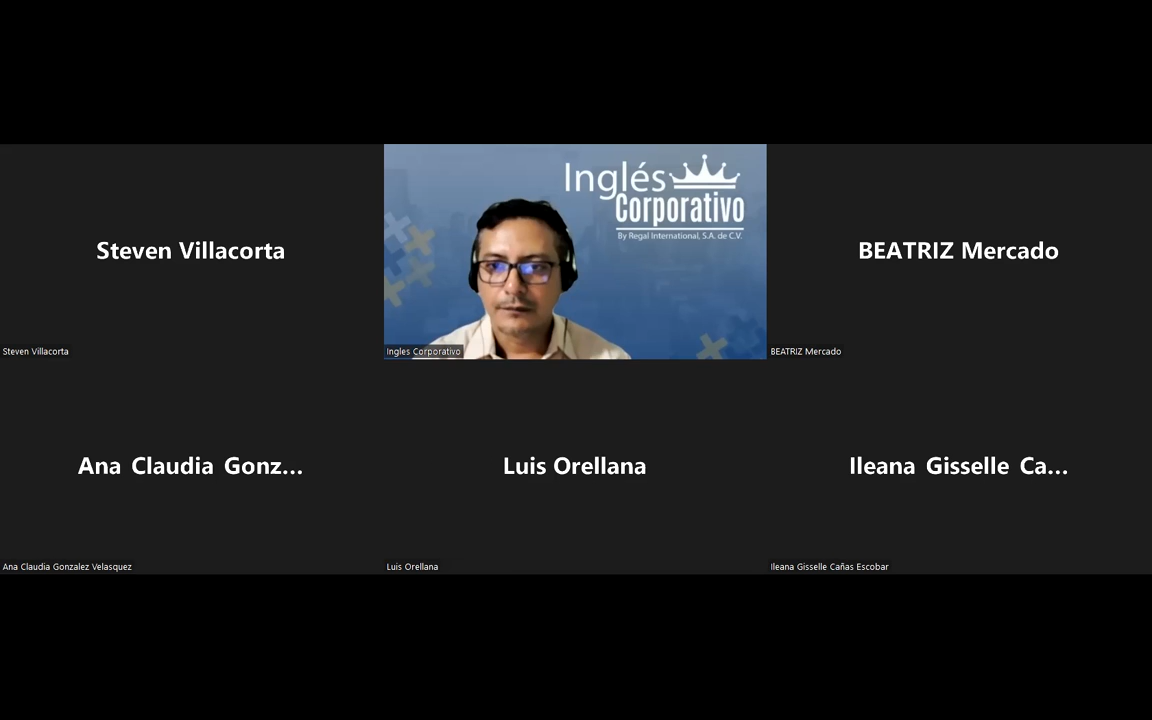 Steven Villacorta
Steven Villacorta
Inglés
Corporativo
By Regal International, S.A. de C.V.
Ingles Corporativo
BEATRIZ Mercado
BEATRIZ Mercado
Ana Claudia Gonz...
Ana Claudia Gonzalez Velasquez
Luis Orellana
Luis Orellana
Ileana Gisselle Ca...
Ileana Gisselle Cañas Escobar